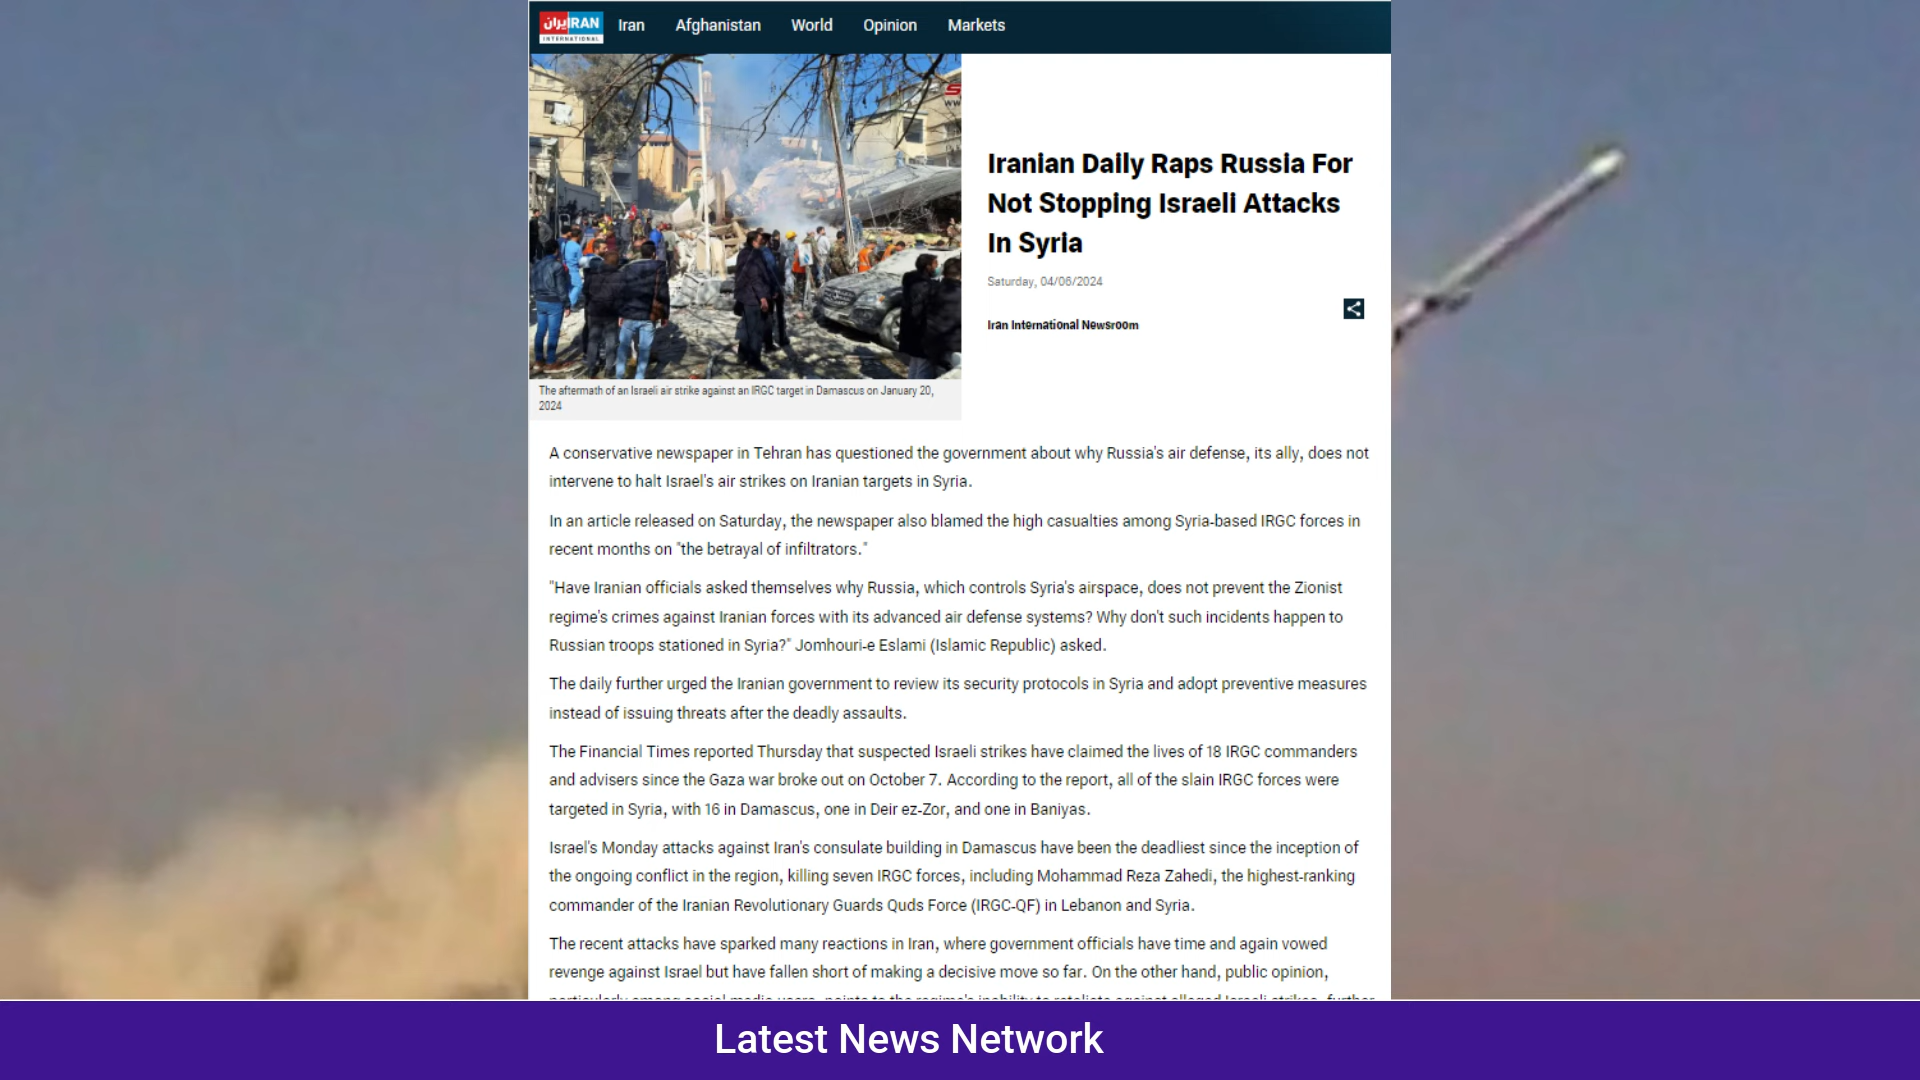 ایران IRAN
INTERNATIONAL
Iran Afghanistan World Opinion Markets
Iranian Daily Raps Russia For
Not Stopping Israeli Attacks
In Syria
Saturday, 04/06/2024
Iran International Newsroom
The aftermath of an Israeli air strike against an IRGC target in Damascus on January 20,
2024
A conservative newspaper in Tehran has questioned the government about why Russia's air defense, its ally, does not
intervene to halt Israel's air strikes on Iranian targets in Syria.
In an article released on Saturday, the newspaper also blamed the high casualties among Syria-based IRGC forces in
recent months on "the betrayal of infiltrators."
"Have Iranian officials asked themselves why Russia, which controls Syria's airspace, does not prevent the Zionist
regime's crimes against Iranian forces with its advanced air defense systems? Why don't such incidents happen to
Russian troops stationed in Syria?" Jomhouri-e Eslami (Islamic Republic) asked.
The daily further urged the Iranian government to review its security protocols in Syria and adopt preventive measures
instead of issuing threats after the deadly assaults.
The Financial Times reported Thursday that suspected Israeli strikes have claimed the lives of 18 IRGC commanders
and advisers since the Gaza war broke out on October 7. According to the report, all of the slain IRGC forces were
targeted in Syria, with 16 in Damascus, one in Deir ez-Zor, and one in Baniyas.
Israel's Monday attacks against Iran's consulate building in Damascus have been the deadliest since the inception of
the ongoing conflict in the region, killing seven IRGC forces, including Mohammad Reza Zahedi, the highest-ranking
commander of the Iranian Revolutionary Guards Quds Force (IRGC-QF) in Lebanon and Syria.
The recent attacks have sparked many reactions in Iran, where government officials have time and again vowed
revenge against Israel but have fallen short of making a decisive move so far. On the other hand, public opinion,
Latest News Network